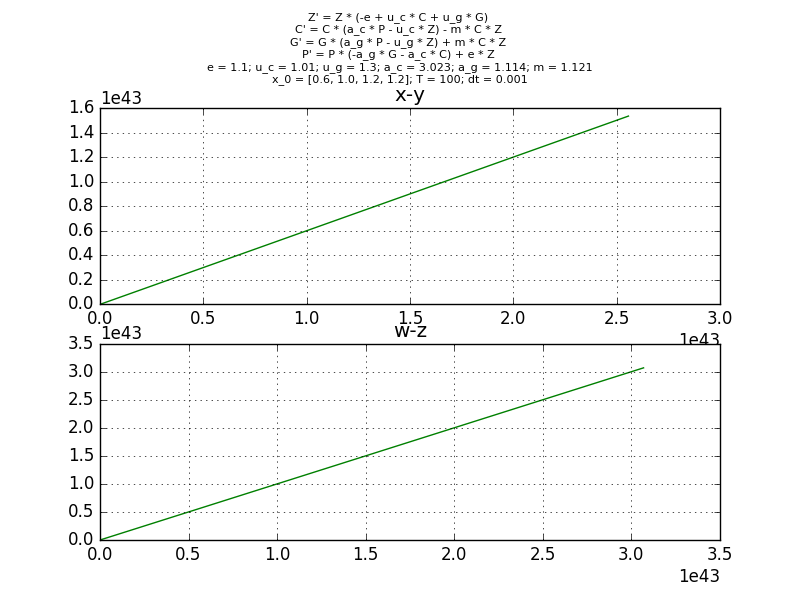 Z' = Z * (-e + u_c * C + u_g * G)
C' = C * (a_c * P - u_c * Z) - m * C * Z
G' = G * (a_g * P - u_g * Z) + m * C * Z
P' = P * (-a_g * G - a_c * C) + e * Z
e = 1.1; u_c = 1.01; u_g = 1.3; a_c = 3.023; a_g = 1.114; m = 1.121
x_0 = [0.6, 1.0, 1.2, 1.2]; T = 100; dt = 0.001
1e43 x-y
1.6
1.4
1.2
1.0
0.8
0.6
0.4
0.2
0.0
0.0 0.5 1.0 1.5 2.0 2.5 3.0
1e43
1e43 w-z
3.5
3.0
2.5
2.0
1.5
1.0
0.5
0.0
0.0 0.5 1.0 1.5 2.0 2.5 3.0 3.5
1e43